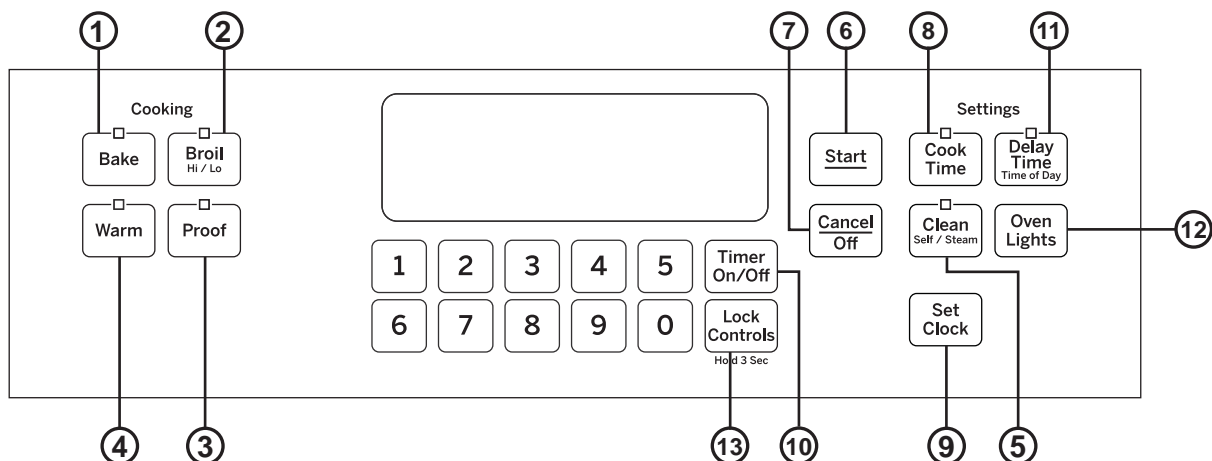 1
2
7
6
8
11
Cooking
Settings
Bake
Broil
Hi / Lo
Start
Cook
Time
Delay
Time
Time of Day
Warm
Proof
Cancel
Off
Clean
Self / Steam
Oven
Lights
12
1
2
3
4
5
Timer
On/Off
6
7
8
9
0
Lock
Controls
Hold 3 Sec
Set
Clock
4
3
13
10
9
5